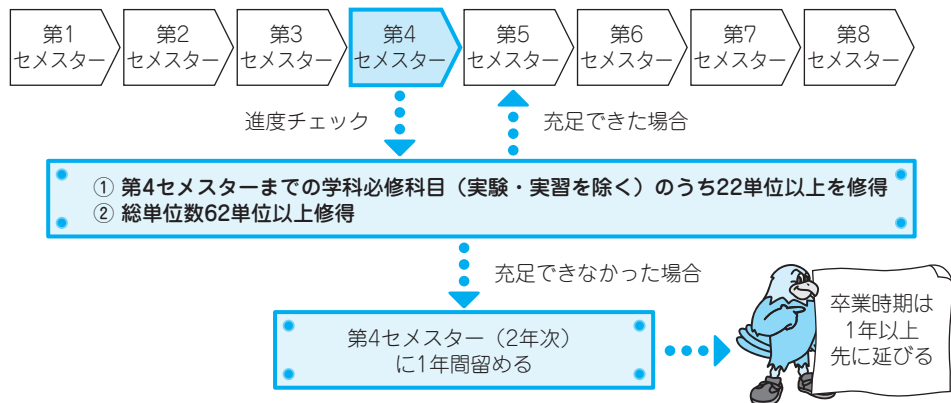 第1
セメスター
第2
セメスター
第3
セメスター
第4
セメスター
第5
セメスター
第6
セメスター
第7
セメスター
第8
セメスター
進度チェック
充足できた場合
① 第4セメスターまでの学科必修科目（実験・実習を除く）のうち22単位以上を修得
② 総単位数62単位以上修得
充足できなかった場合
第4セメスター（2年次）
に1年間留める
卒業時期は
1年以上
先に延びる